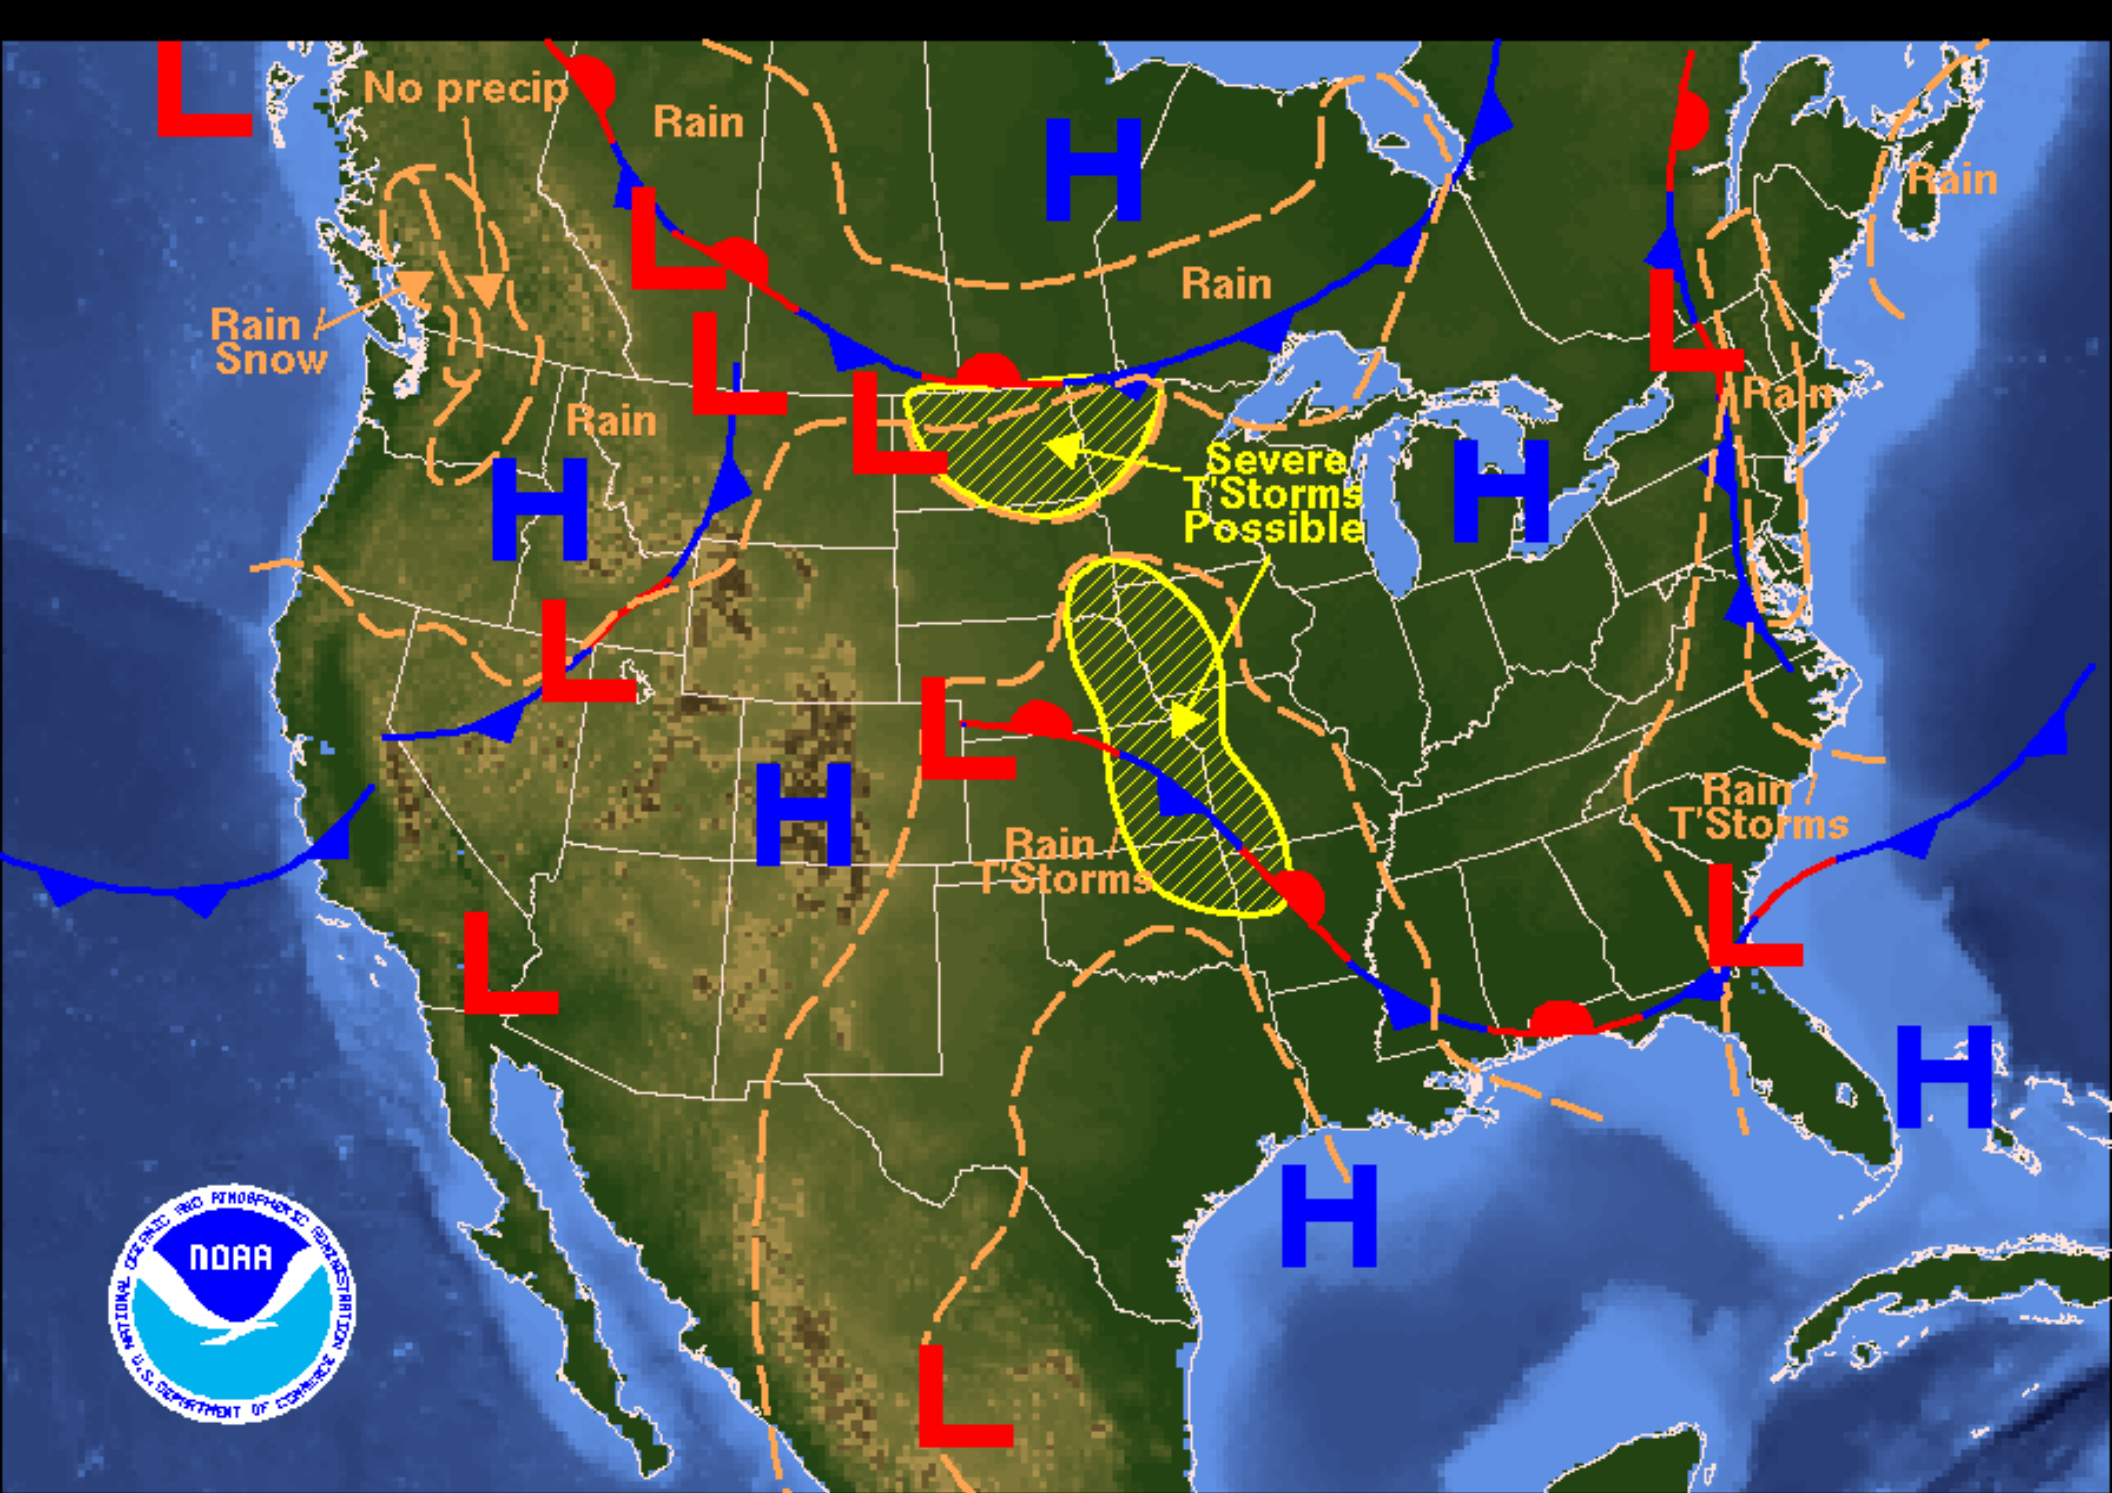 L
No precip
Rain
H
Rain
L
Rain
Rain /
Snow
L
L
L
L
Rain
Rain
H
H
Severe
T'Storms
Possible
L
L
H
Rain /
T'Storms
Rain /
T'Storms
L
L
H
H
NOAA
NATIONAL OCEANIC AND ATMOSPHERIC ADMINISTRATION
U.S. DEPARTMENT OF COMMERCE
L